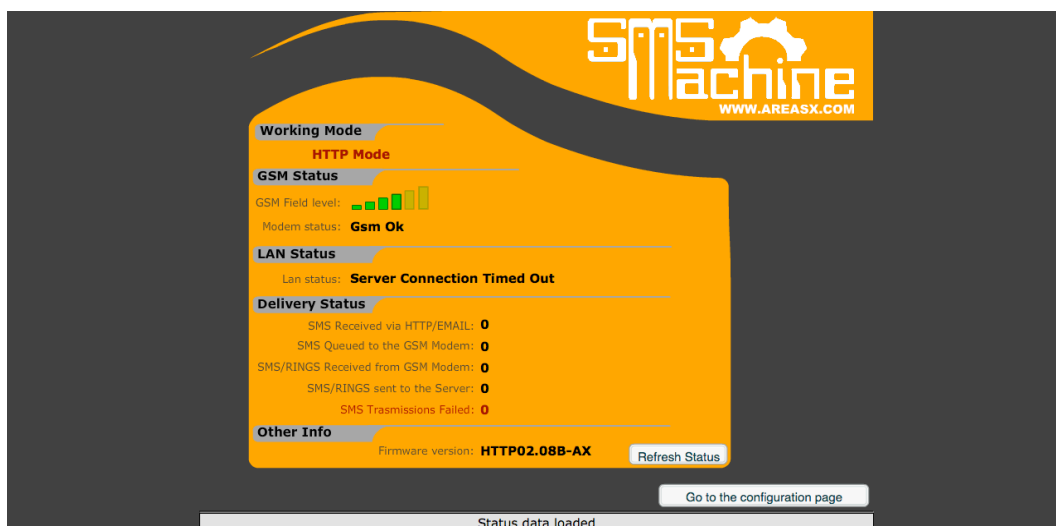 SMS
Machine
WWW.AREASX.COM
Working Mode
HTTP Mode
GSM Status
GSM Field level:
Modem status: Gsm Ok
LAN Status
Lan status: Server Connection Timed Out
Delivery Status
SMS Received via HTTP/EMAIL: 0
SMS Queued to the GSM Modem: 0
SMS/RINGS Received from GSM Modem: 0
SMS/RINGS sent to the Server: 0
SMS Trasmissions Failed: 0
Other Info
Firmware version: HTTP02.08B-AX
Refresh Status
Go to the configuration page
Status data loaded